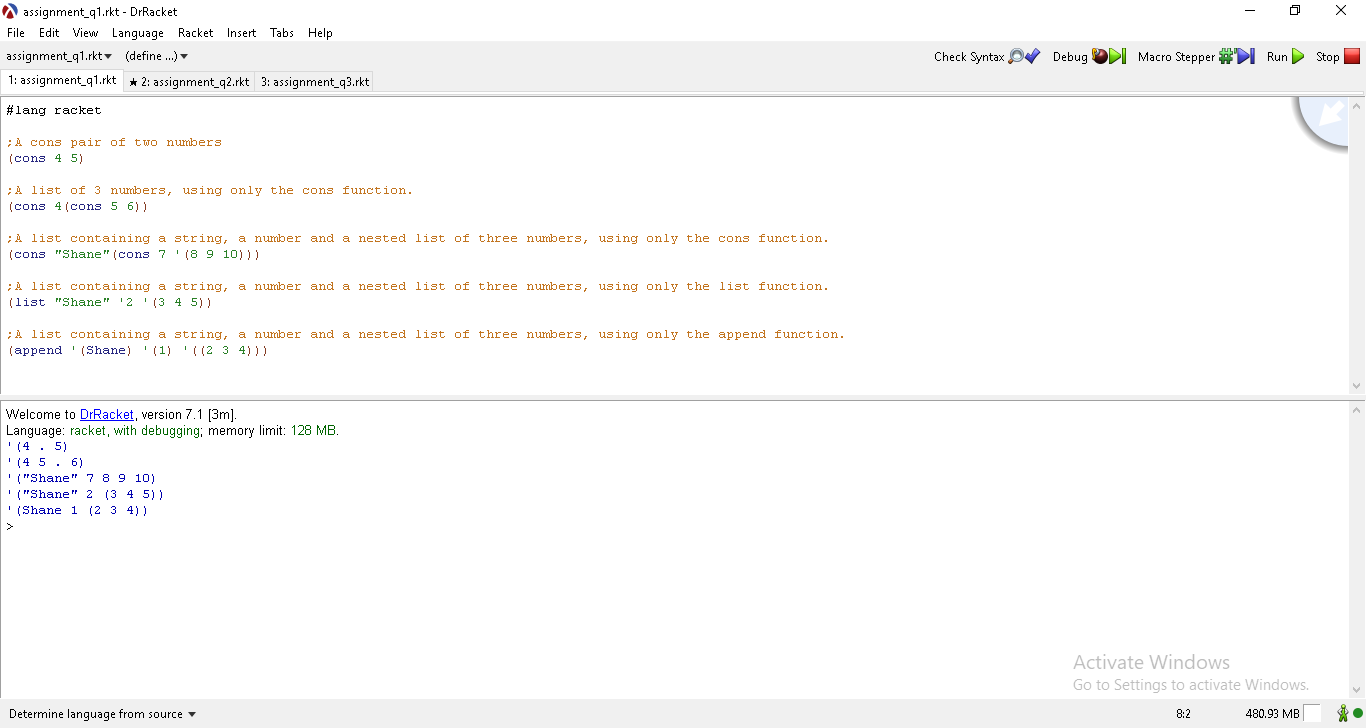 assignment_q1.rkt - DrRacket
File Edit View Language Racket Insert Tabs Help
assignment_q1.rkt (define ...) Check Syntax Debug Macro Stepper Run Stop
1: assignment_q1.rkt ★ 2: assignment_q2.rkt 3: assignment_q3.rkt
#lang racket
;A cons pair of two numbers
(cons 4 5)
;A list of 3 numbers, using only the cons function.
(cons 4(cons 5 6))
;A list containing a string, a number and a nested list of three numbers, using only the cons function.
(cons "Shane"(cons 7 '(8 9 10)))
;A list containing a string, a number and a nested list of three numbers, using only the list function.
(list "Shane" '2 '(3 4 5))
;A list containing a string, a number and a nested list of three numbers, using only the append function.
(append '(Shane) '(1) '((2 3 4)))
Welcome to DrRacket, version 7.1 [3m].
Language: racket, with debugging; memory limit: 128 MB.
'(4 . 5)
'(4 5 . 6)
'("Shane" 7 8 9 10)
'("Shane" 2 (3 4 5))
'(Shane 1 (2 3 4))
>
Activate Windows
Go to Settings to activate Windows.
Determine language from source 8:2 480.93 MB